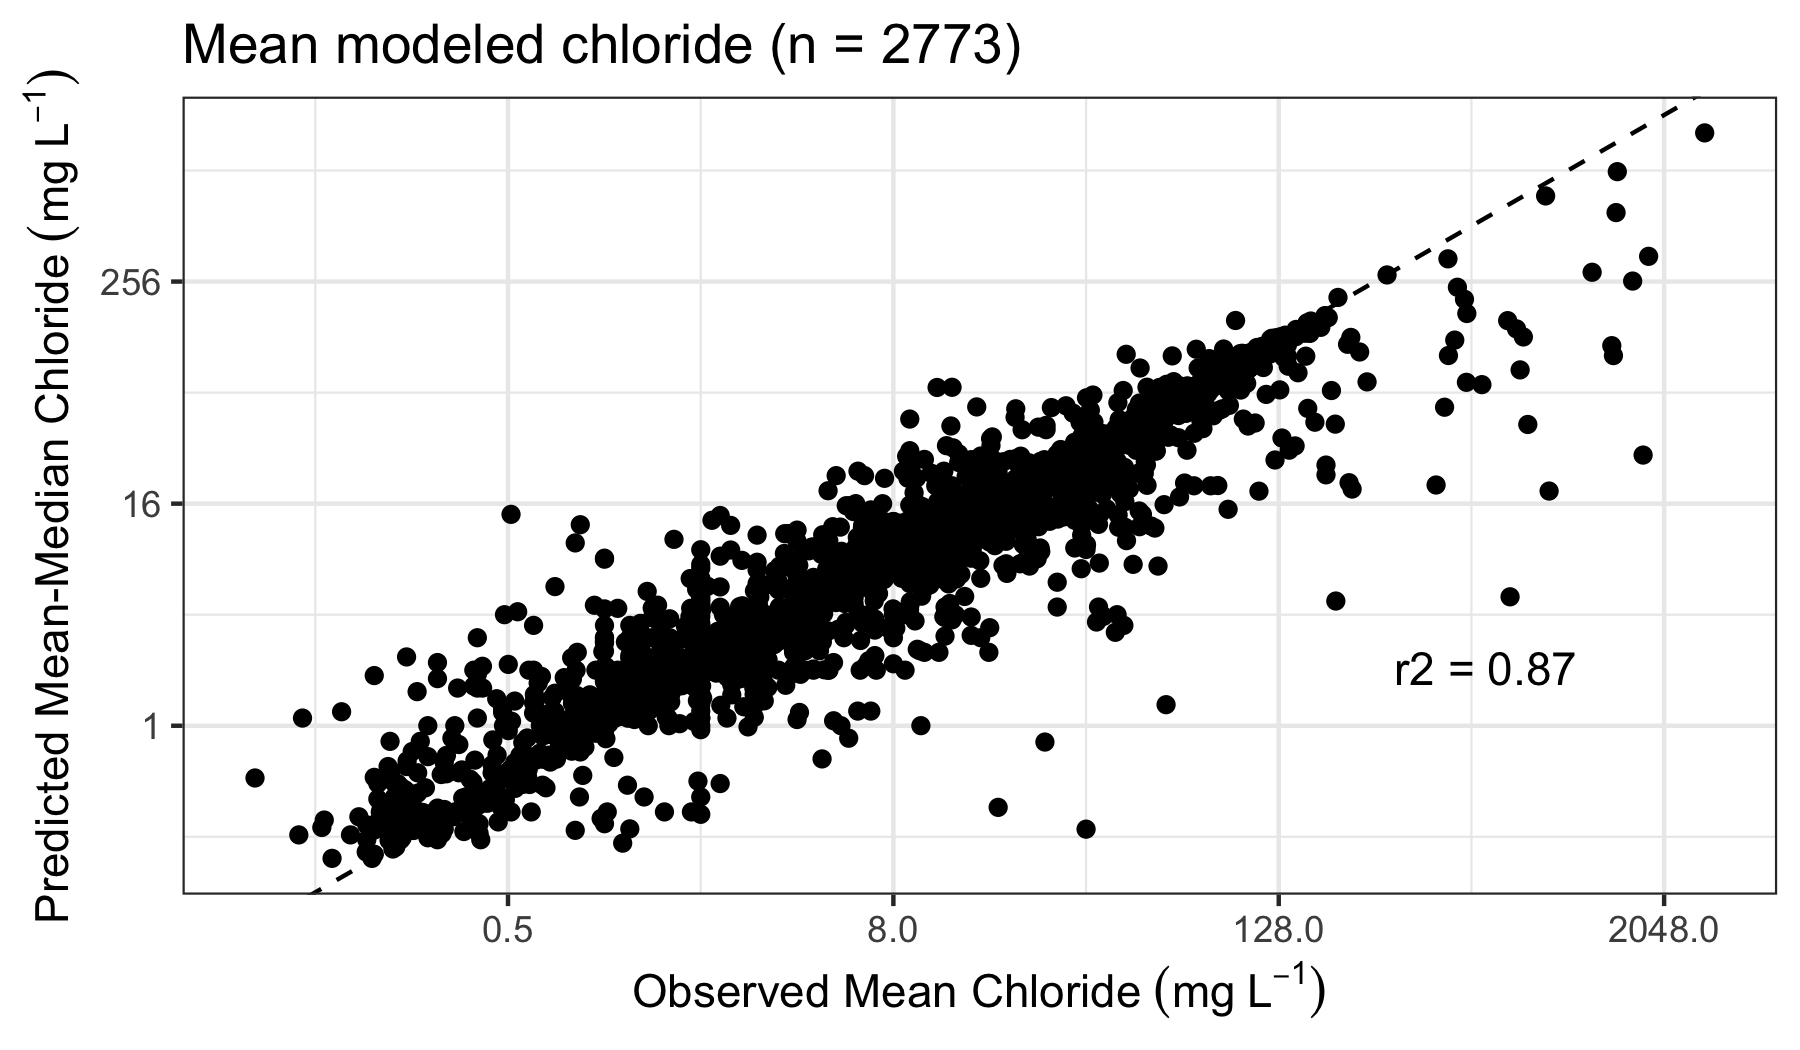 Mean modeled chloride (n = 2773)
Predicted Mean-Median Chloride (mg L⁻¹)
256
16
1
r2 = 0.87
0.5 8.0 128.0 2048.0
Observed Mean Chloride (mg L⁻¹)